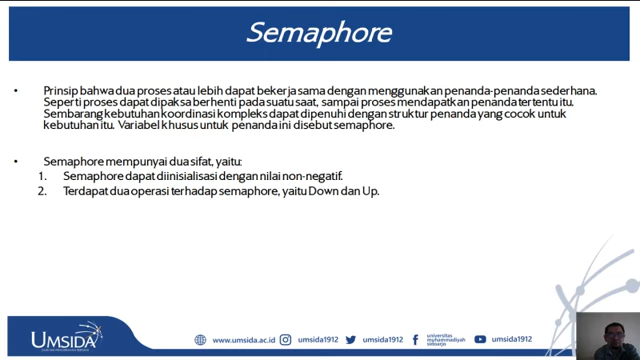 Semaphore
• Prinsip bahwa dua proses atau lebih dapat bekerja sama dengan menggunakan penanda-penanda sederhana.
Seperti proses dapat dipaksa berhenti pada suatu saat, sampai proses mendapatkan penanda tertentu itu.
Sembarang kebutuhan koordinasi kompleks dapat dipenuhi dengan struktur penanda yang cocok untuk
kebutuhan itu. Variabel khusus untuk penanda ini disebut semaphore.
• Semaphore mempunyai dua sifat, yaitu:
1. Semaphore dapat diinisialisasi dengan nilai non-negatif.
2. Terdapat dua operasi terhadap semaphore, yaitu Down dan Up.
UMSIDA
www.umsida.ac.id
umsida1912
umsida1912
universitas
muhammadiyah
sidoarjo
umsida1912